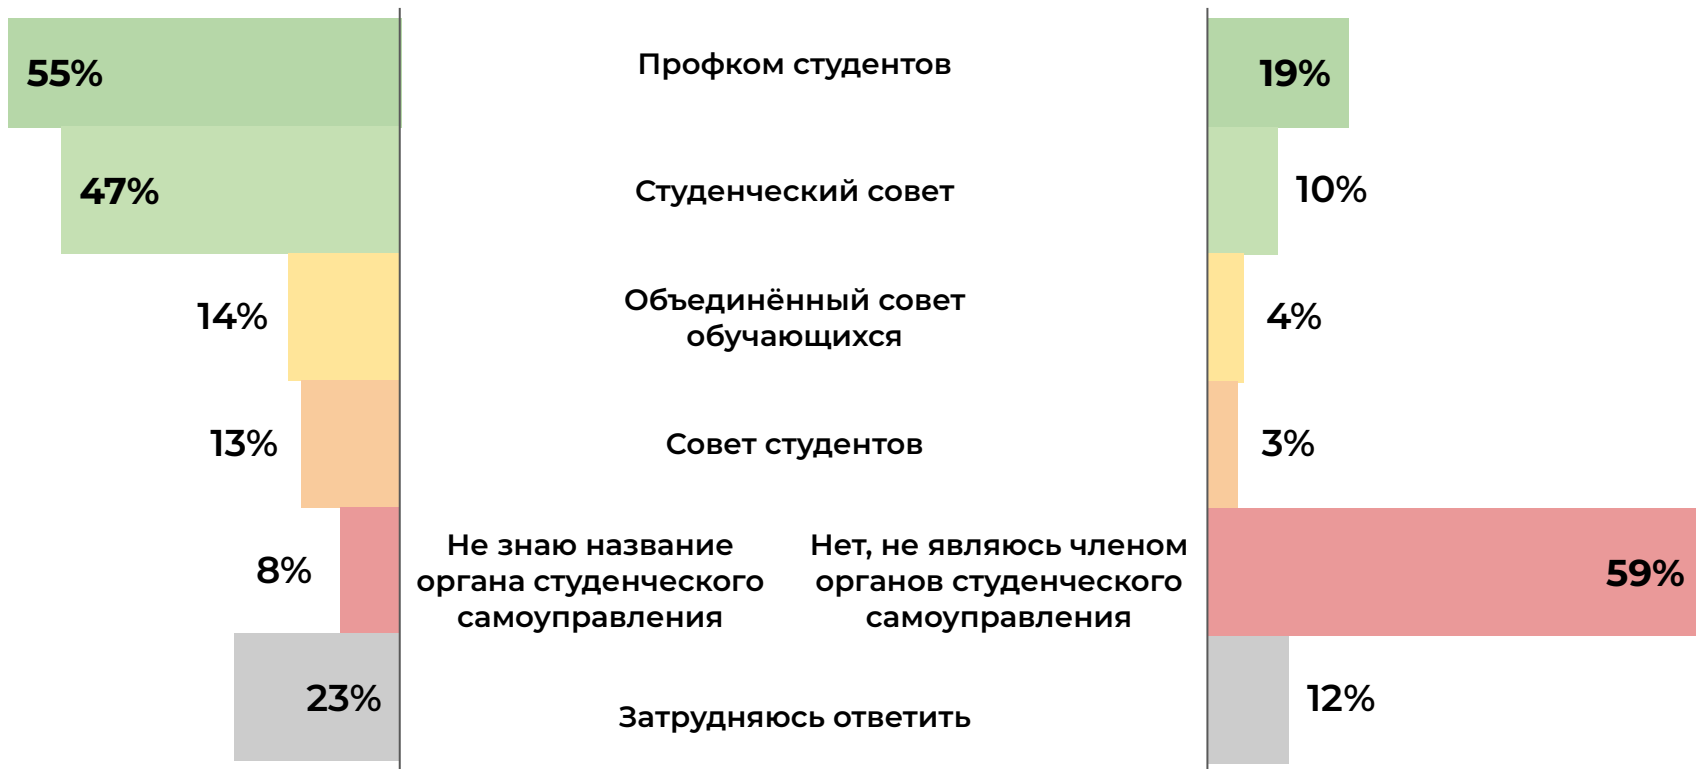 55%
Профком студентов
19%
47%
Студенческий совет
10%
14%
Объединённый совет
обучающихся
4%
13%
Совет студентов
3%
8%
Не знаю название
органа студенческого
самоуправления
Нет, не являюсь членом
органов студенческого
самоуправления
59%
23%
Затрудняюсь ответить
12%